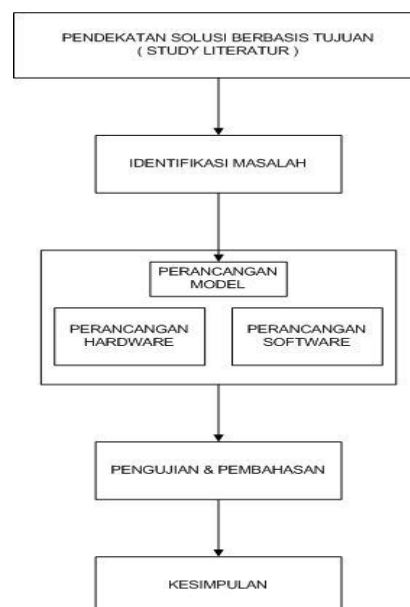 PENDEKATAN SOLUSI BERBASIS TUJUAN
( STUDY LITERATUR )
IDENTIFIKASI MASALAH
PERANCANGAN
MODEL
PERANCANGAN
HARDWARE
PERANCANGAN
SOFTWARE
PENGUJIAN & PEMBAHASAN
KESIMPULAN